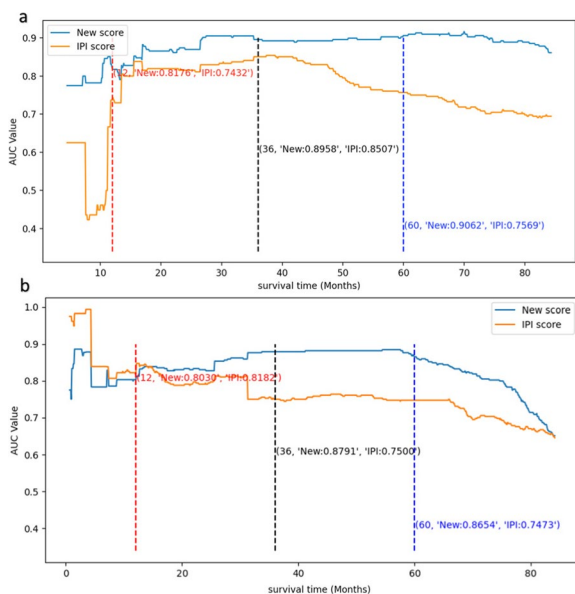 a
New score
IPI score
0.9
0.8
0.7
0.6
0.5
0.4
AUC Value
(12, 'New:0.8176', 'IPI:0.7432')
(36, 'New:0.8958', 'IPI:0.8507')
(60, 'New:0.9062', 'IPI:0.7569')
10 20 30 40 50 60 70 80
survival time (Months)
b
New score
IPI score
1.0
0.9
0.8
0.7
0.6
0.5
0.4
AUC Value
(12, 'New:0.8030', 'IPI:0.8182')
(36, 'New:0.8791', 'IPI:0.7500')
(60, 'New:0.8654', 'IPI:0.7473')
0 20 40 60 80
survival time (Months)